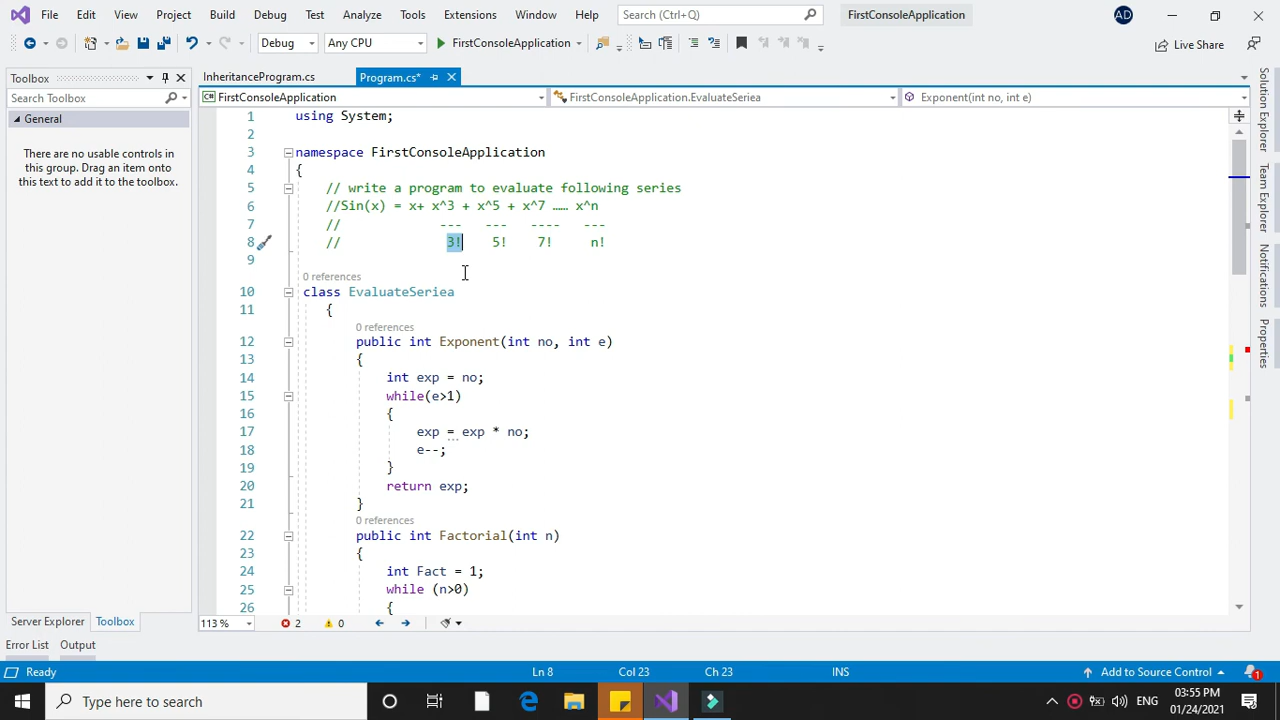 File Edit View Project Build Debug Test Analyze Tools Extensions Window Help Search (Ctrl+Q) FirstConsoleApplication AD
Debug Any CPU FirstConsoleApplication Live Share
Toolbox
Search Toolbox
General
There are no usable controls in
this group. Drag an item onto
this text to add it to the toolbox.
Server Explorer Toolbox
InheritanceProgram.cs Program.cs*
FirstConsoleApplication FirstConsoleApplication.EvaluateSeriea Exponent(int no, int e)
1 using System;
2
3 namespace FirstConsoleApplication
4 {
5 // write a program to evaluate following series
6 //Sin(x) = x+ x^3 + x^5 + x^7 …… x^n
7 // --- --- ---- ---
8 // 3! 5! 7! n!
9
0 references
10 class EvaluateSeriea
11 {
0 references
12 public int Exponent(int no, int e)
13 {
14 int exp = no;
15 while(e>1)
16 {
17 exp = exp * no;
18 e--;
19 }
20 return exp;
21 }
0 references
22 public int Factorial(int n)
23 {
24 int Fact = 1;
25 while (n>0)
26 {
113 % 2 0
Solution Explorer
Team Explorer
Notifications
Properties
Error List Output
Ready Ln 8 Col 23 Ch 23 INS Add to Source Control 1
Type here to search
ENG
03:55 PM
01/24/2021